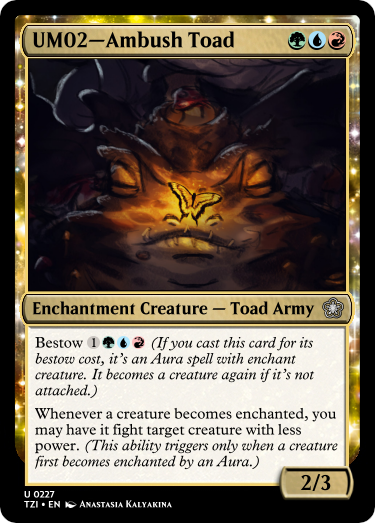 UM02—Ambush Toad
Enchantment Creature — Toad Army
Bestow 1 (If you cast this card for its
bestow cost, it's an Aura spell with enchant
creature. It becomes a creature again if it's not
attached.)
Whenever a creature becomes enchanted, you
may have it fight target creature with less
power. (This ability triggers only when a creature
first becomes enchanted by an Aura.)
2/3
U 0227
TZI • EN Anastasia Kalyakina